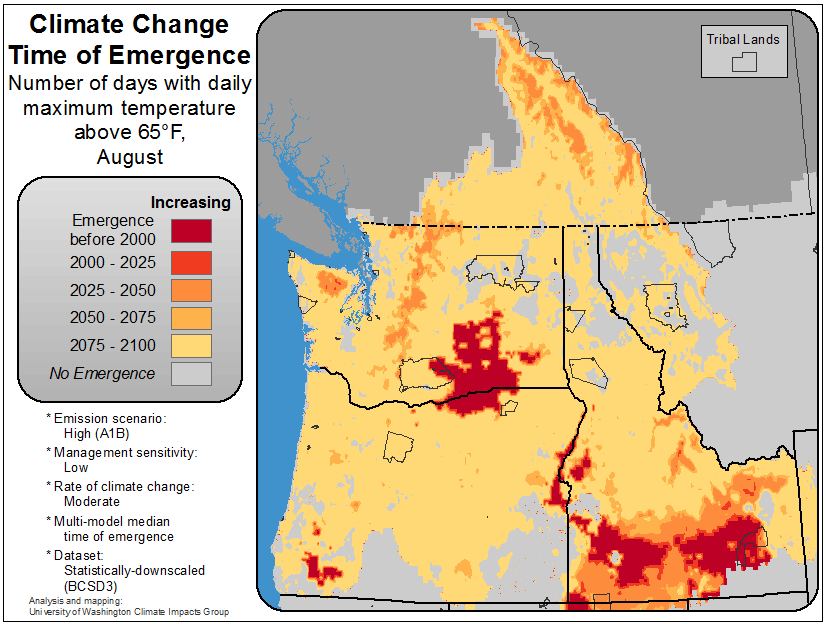 Climate Change
Time of Emergence
Number of days with daily
maximum temperature
above 65°F,
August
Increasing
Emergence
before 2000
2000 - 2025
2025 - 2050
2050 - 2075
2075 - 2100
No Emergence
* Emission scenario:
High (A1B)
* Management sensitivity:
Low
* Rate of climate change:
Moderate
* Multi-model median
time of emergence
* Dataset:
Statistically-downscaled
(BCSD3)
Analysis and mapping:
University of Washington Climate Impacts Group
Tribal Lands